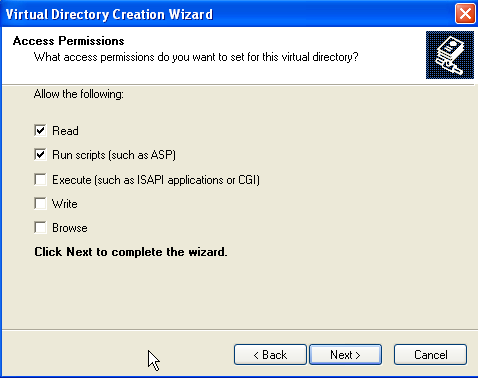 Virtual Directory Creation Wizard
Access Permissions
What access permissions do you want to set for this virtual directory?
Allow the following:
Read
Run scripts (such as ASP)
Execute (such as ISAPI applications or CGI)
Write
Browse
Click Next to complete the wizard.
< Back
Next >
Cancel